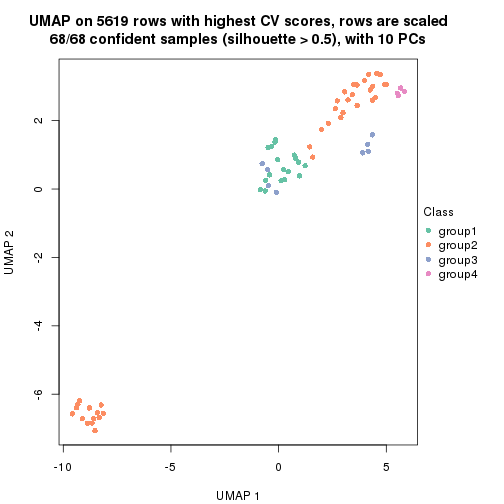 UMAP on 5619 rows with highest CV scores, rows are scaled
68/68 confident samples (silhouette > 0.5), with 10 PCs
2
0
-2
-4
-6
UMAP 2
-10
-5
0
5
UMAP 1
Class
group1
group2
group3
group4